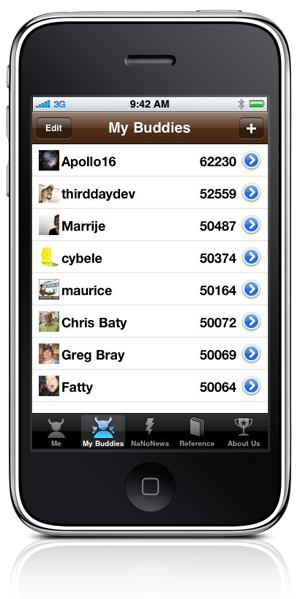 3G 9:42 AM
Edit My Buddies +
Apollo16 62230
thirddaydev 52559
Marrije 50487
cybele 50374
maurice 50164
Chris Baty 50072
Greg Bray 50069
Fatty 50064
Me My Buddies NaNoNews Reference About Us